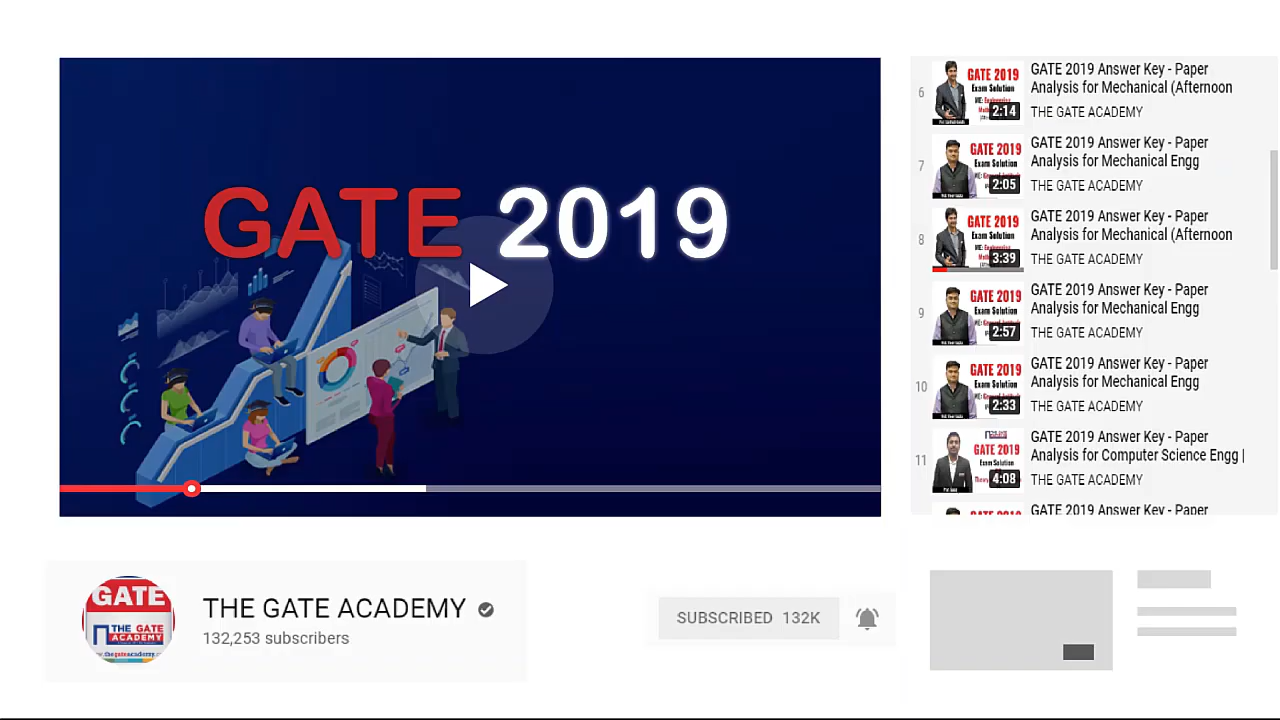 GATE 2019
6
GATE 2019
Exam Solution
2:14
GATE 2019 Answer Key - Paper
Analysis for Mechanical (Afternoon
THE GATE ACADEMY
7
GATE 2019
Exam Solution
2:05
GATE 2019 Answer Key - Paper
Analysis for Mechanical Engg
THE GATE ACADEMY
8
GATE 2019
Exam Solution
3:39
GATE 2019 Answer Key - Paper
Analysis for Mechanical (Afternoon
THE GATE ACADEMY
9
GATE 2019
Exam Solution
2:57
GATE 2019 Answer Key - Paper
Analysis for Mechanical Engg
THE GATE ACADEMY
10
GATE 2019
Exam Solution
2:33
GATE 2019 Answer Key - Paper
Analysis for Mechanical Engg
THE GATE ACADEMY
11
GATE 2019
Exam Solution
4:08
GATE 2019 Answer Key - Paper
Analysis for Computer Science Engg |
THE GATE ACADEMY
GATE 2019 Answer Key - Paper
GATE
THE GATE
ACADEMY
THE GATE ACADEMY
132,253 subscribers
SUBSCRIBED 132K